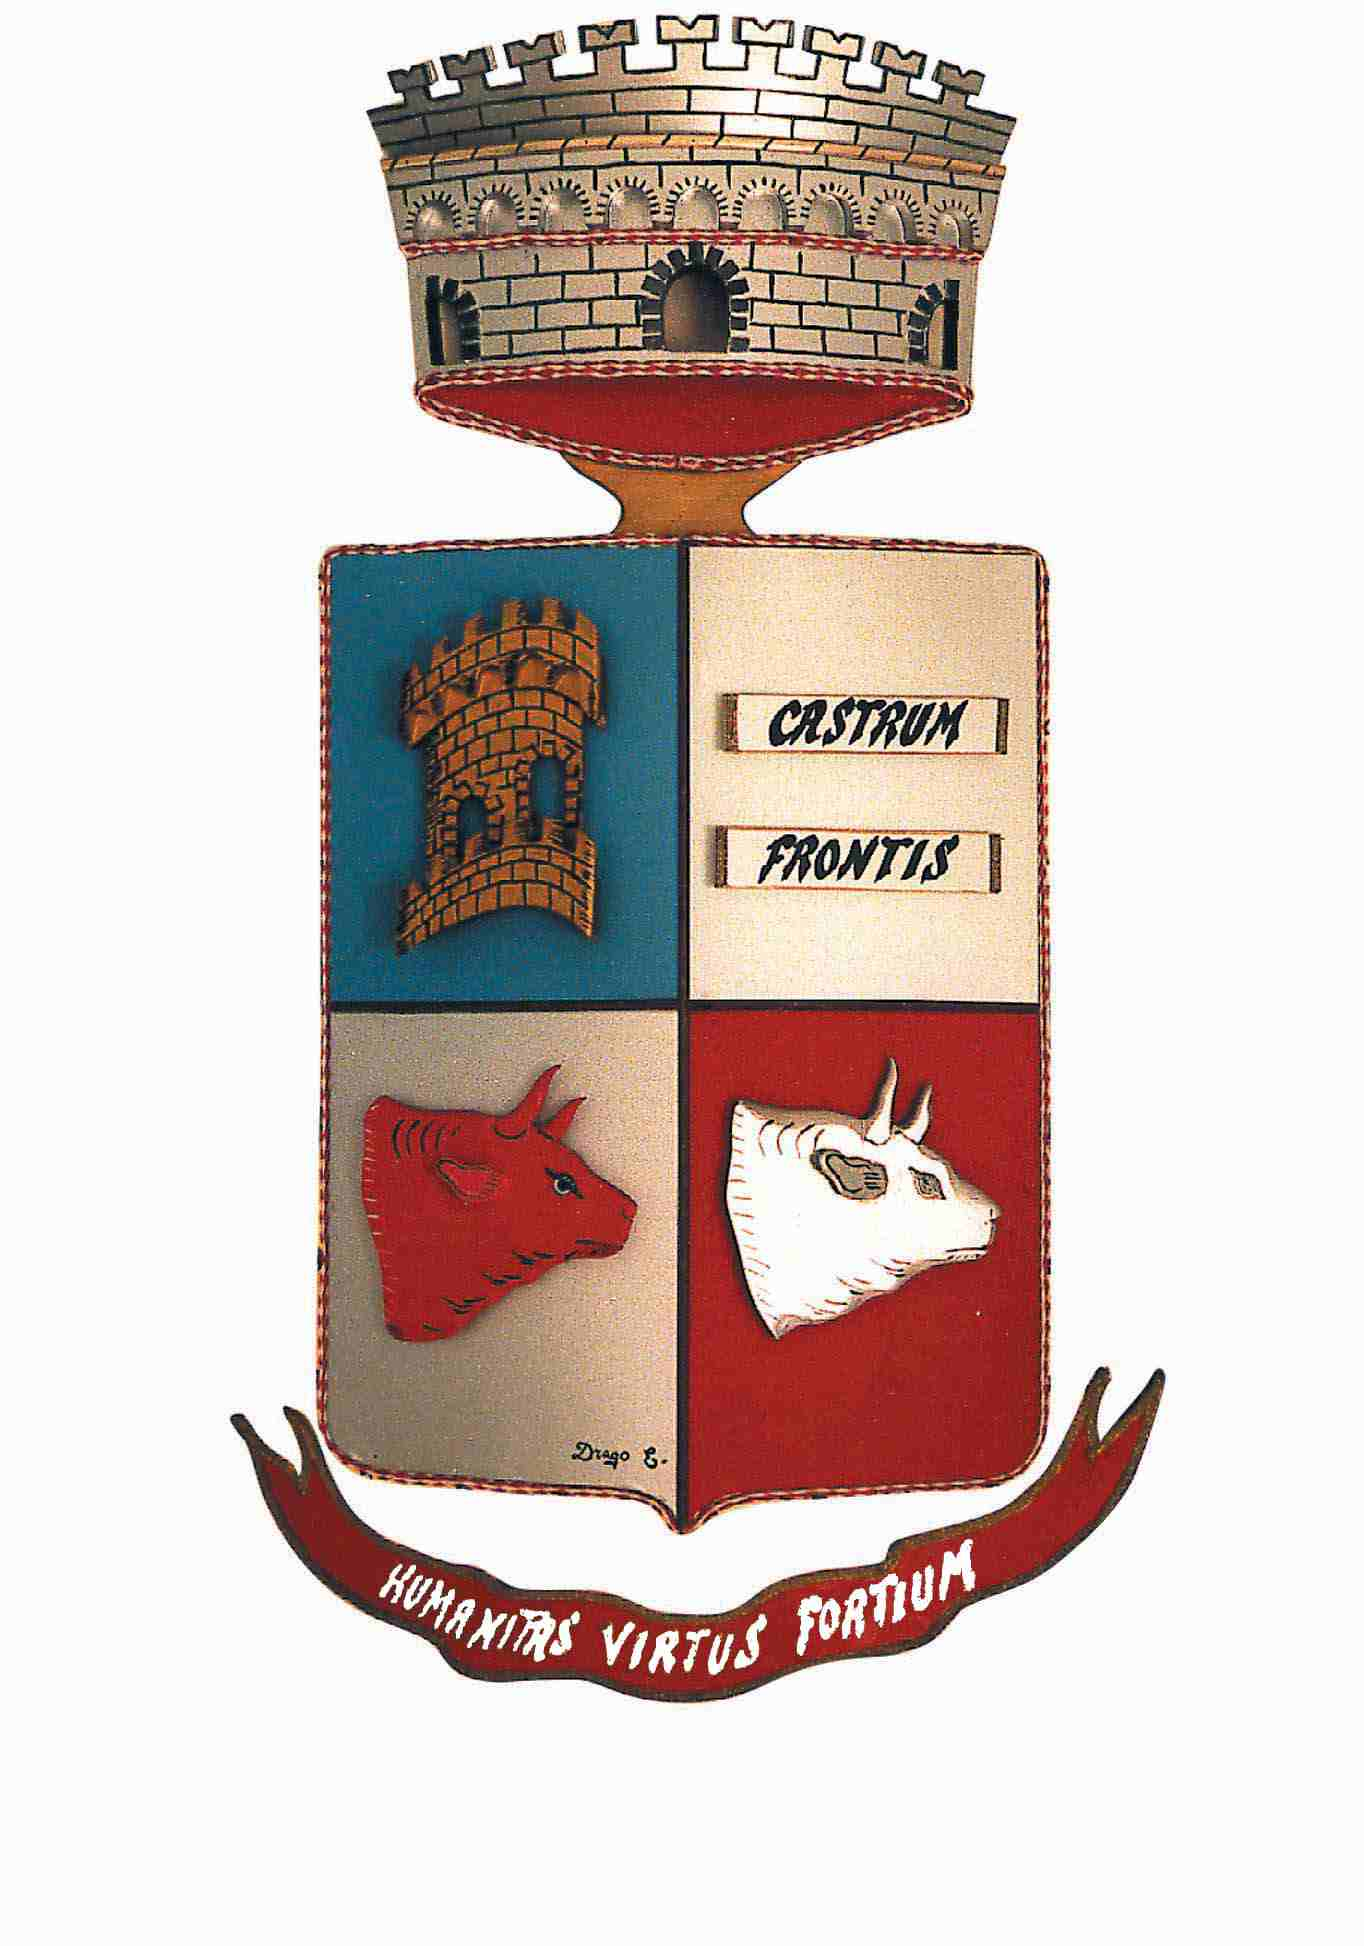 CASTRUM
FRONTIS
Drago E.
HUMANITAS VIRTUS FORTIUM